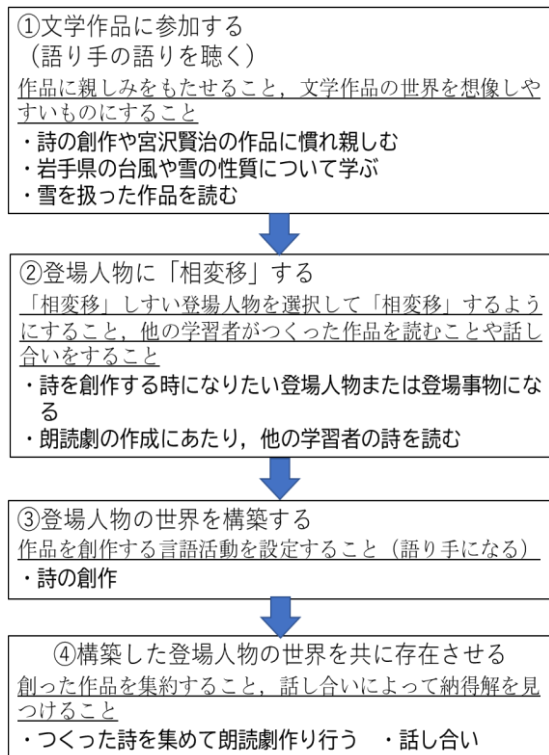 ①文学作品に参加する
（語り手の語りを聴く）
作品に親しみをもたせること，文学作品の世界を想像しや
すいものにすること
・詩の創作や宮沢賢治の作品に慣れ親しむ
・岩手県の台風や雪の性質について学ぶ
・雪を扱った作品を読む
②登場人物に「相変移」する
「相変移」しすい登場人物を選択して「相変移」するよう
にすること，他の学習者がつくった作品を読むことや話し
合いをすること
・詩を創作する時になりたい登場人物または登場事物にな
る
・朗読劇の作成にあたり，他の学習者の詩を読む
③登場人物の世界を構築する
作品を創作する言語活動を設定すること（語り手になる）
・詩の創作
④構築した登場人物の世界を共に存在させる
創った作品を集約すること，話し合いによって納得解を見
つけること
・つくった詩を集めて朗読劇作り行う　・話し合い